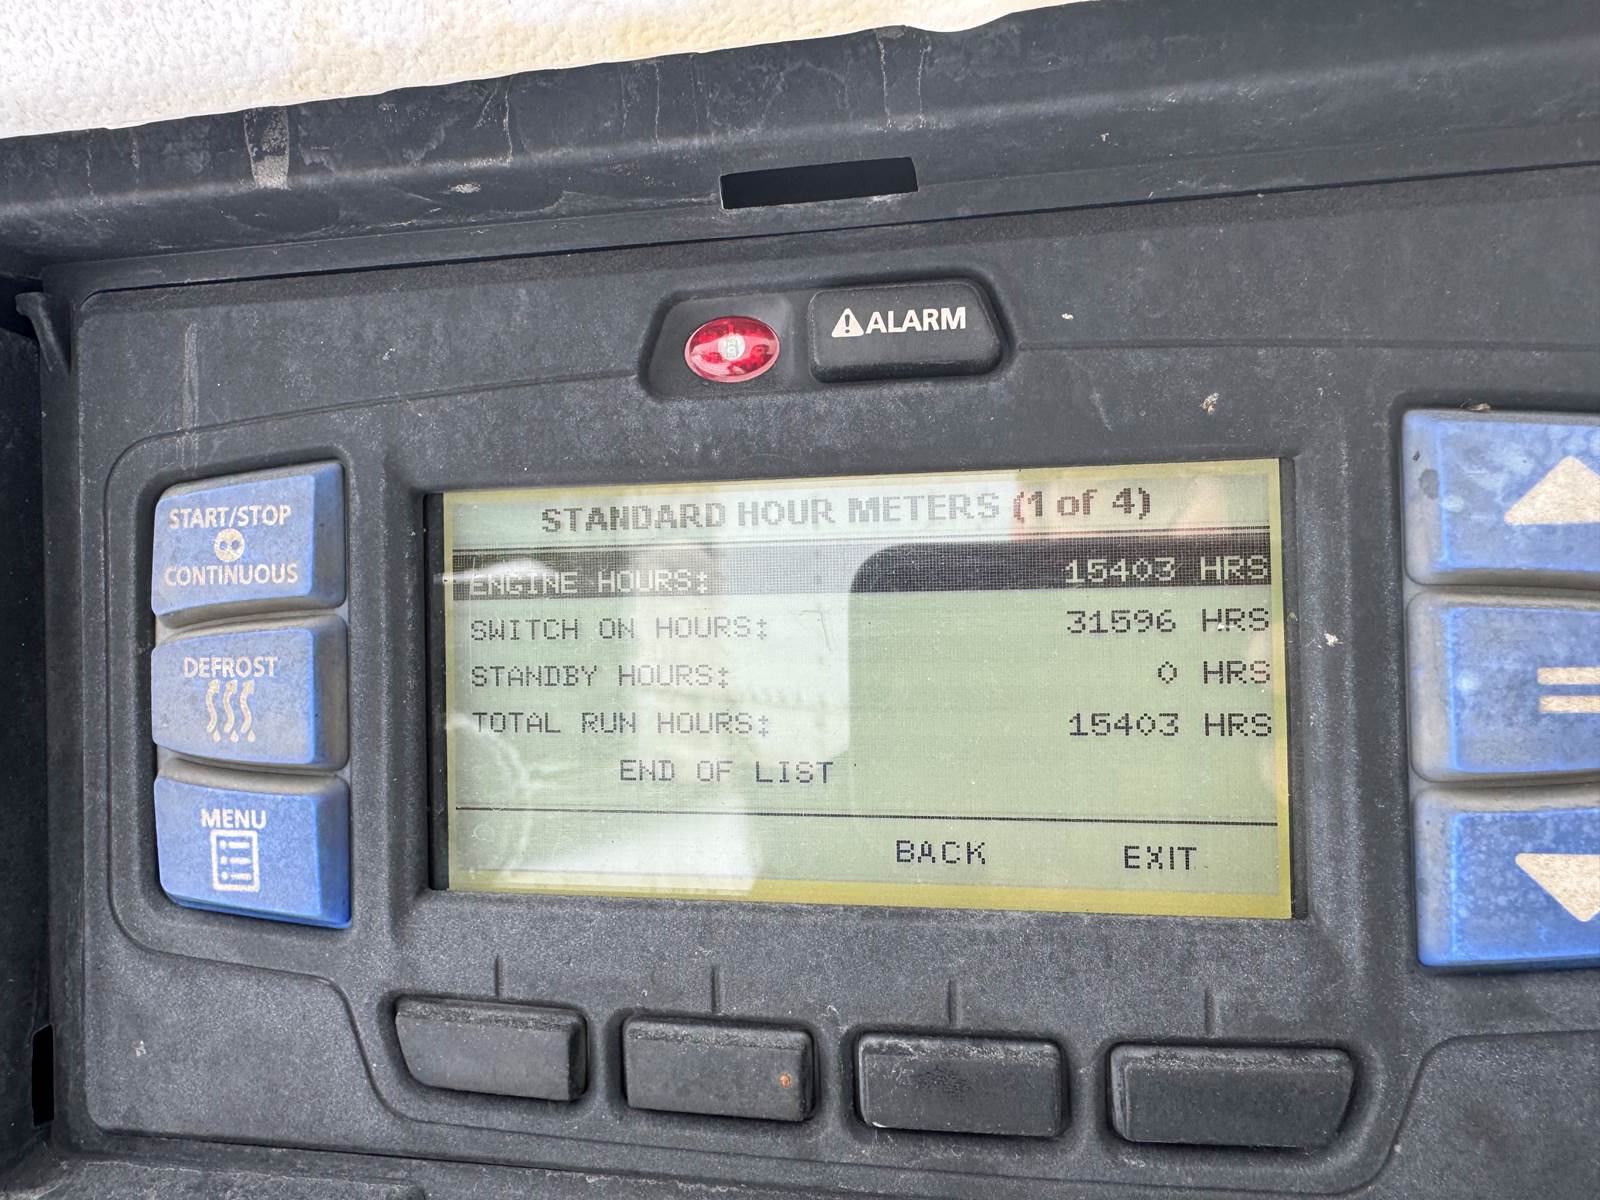 ALARM
START/STOP
CONTINUOUS
DEFROST
MENU
STANDARD HOUR METERS (1 of 4)
ENGINE HOURS: 15403 HRS
SWITCH ON HOURS: 31596 HRS
STANDBY HOURS: 0 HRS
TOTAL RUN HOURS: 15403 HRS
END OF LIST
BACK EXIT